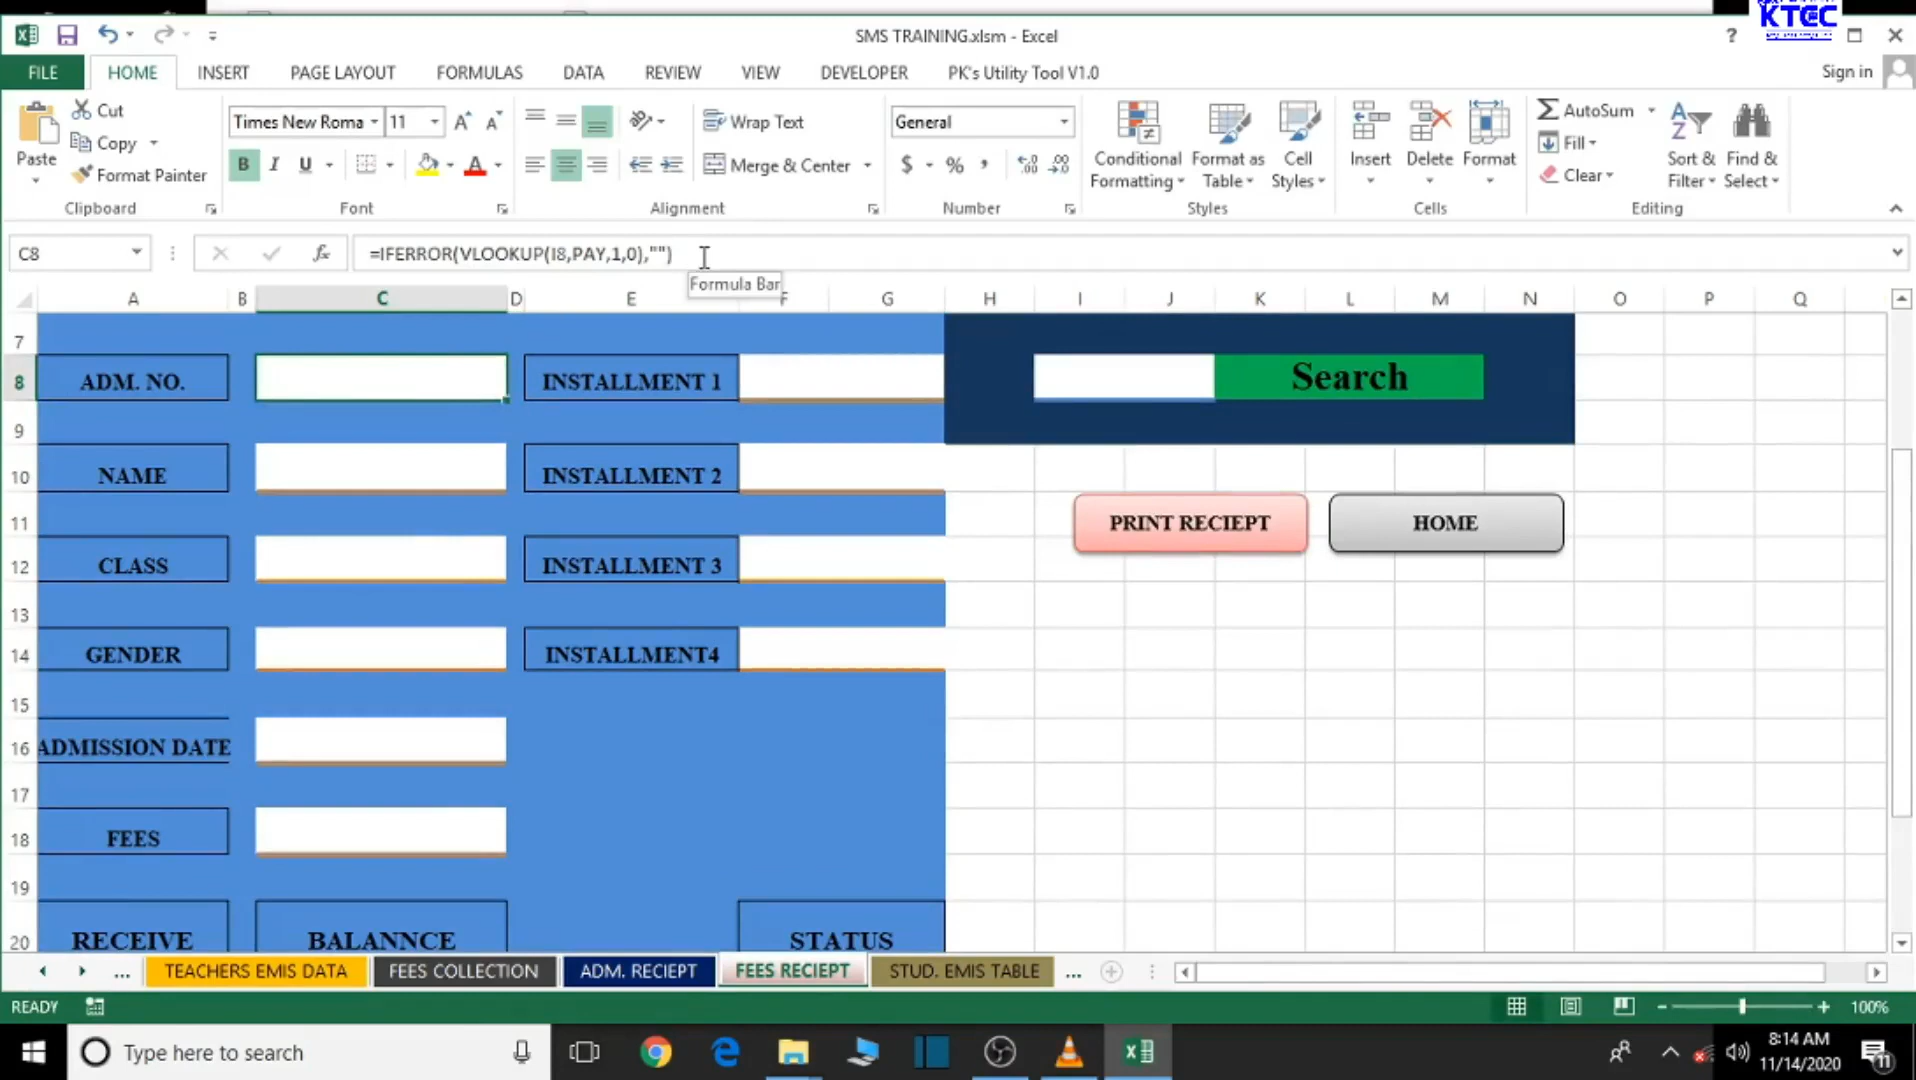 KTEC
SMS TRAINING.xlsm - Excel
?
FILE HOME INSERT PAGE LAYOUT FORMULAS DATA REVIEW VIEW DEVELOPER PK's Utility Tool V1.0 Sign in
Paste
Cut
Copy
Format Painter
Clipboard
Times New Roma 11
B I U
Font
Wrap Text
Merge & Center
Alignment
General
$ % ,
Number
Conditional Formatting
Format as Table
Cell Styles
Styles
Insert Delete Format
Cells
AutoSum
Fill
Clear
Sort & Filter
Find & Select
Editing
C8 fx =IFERROR(VLOOKUP(I8,PAY,1,0),"")
Formula Bar
A B C D E F G H I J K L M N O P Q
7
8 ADM. NO. INSTALLMENT 1 Search
9
10 NAME INSTALLMENT 2
11 PRINT RECIEPT HOME
12 CLASS INSTALLMENT 3
13
14 GENDER INSTALLMENT4
15
16 ADMISSION DATE
17
18 FEES
19
20 RECEIVE BALANNCE STATUS
... TEACHERS EMIS DATA FEES COLLECTION ADM. RECIEPT FEES RECIEPT STUD. EMIS TABLE ...
READY 100%
Type here to search
8:14 AM
11/14/2020
11